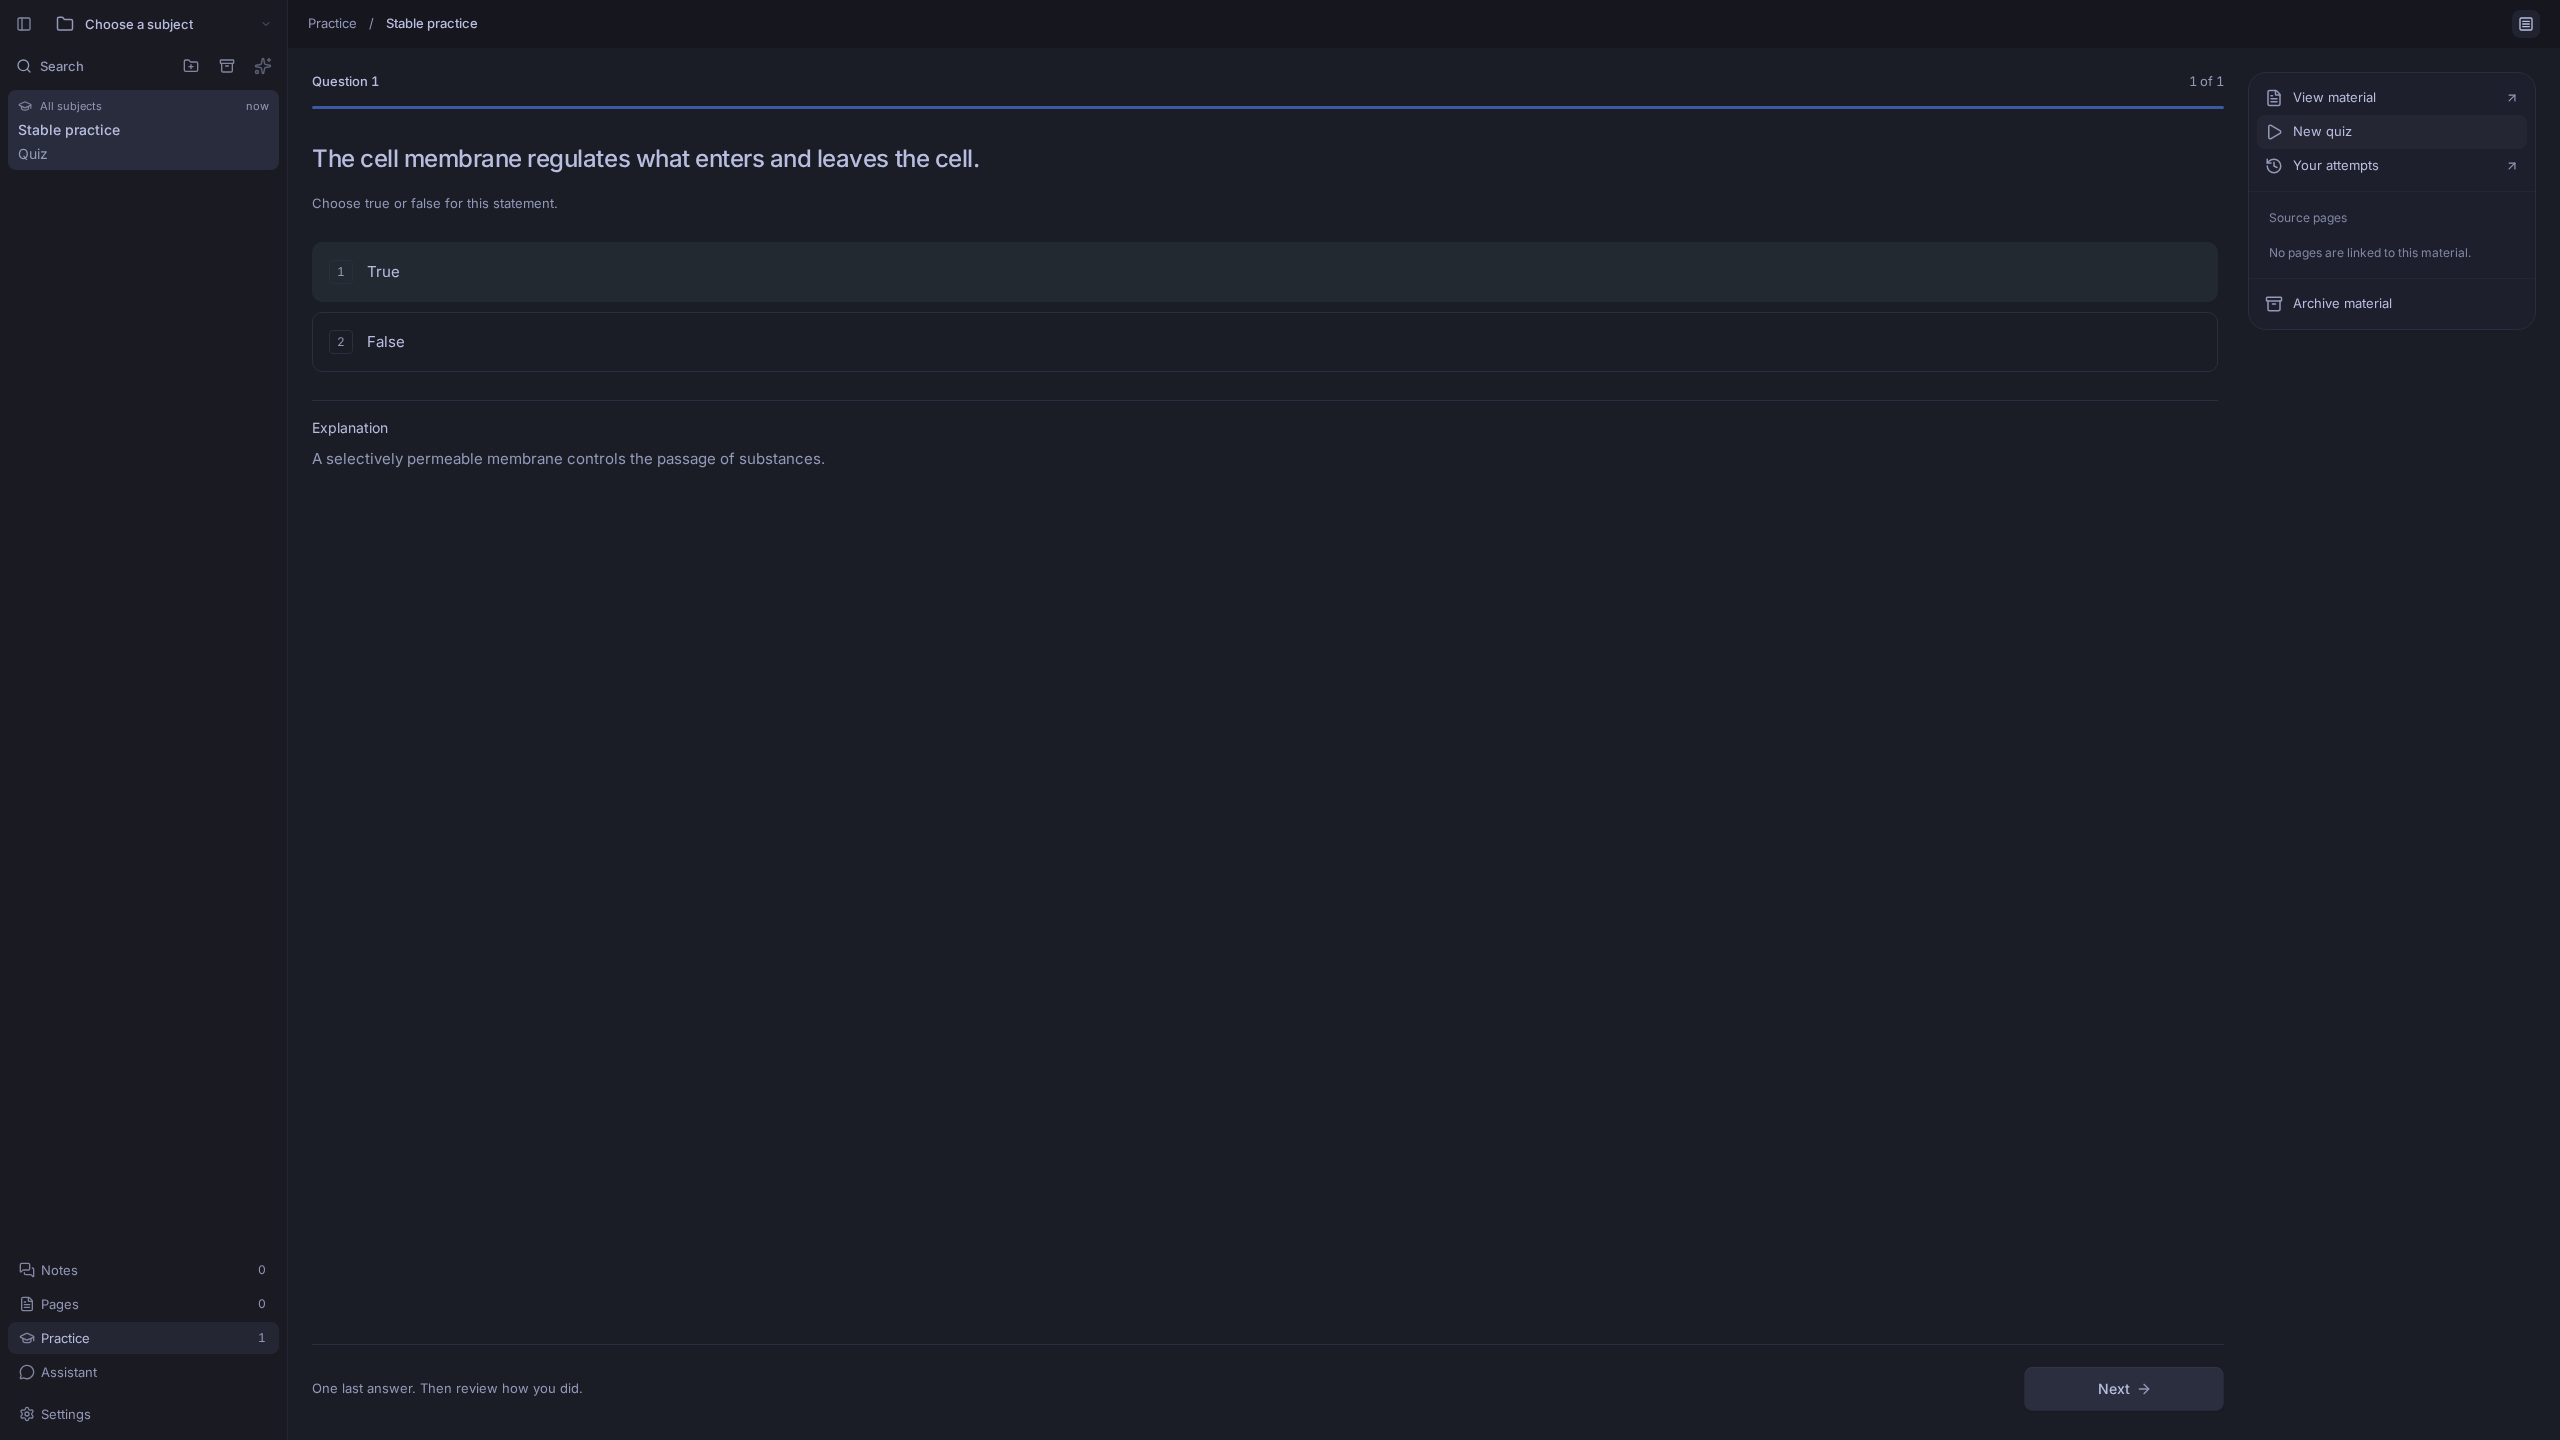 Choose a subject
Search
All subjects now
Stable practice
Quiz
Notes 0
Pages 0
Practice 1
Assistant
Settings
Practice / Stable practice
Question 1 1 of 1
The cell membrane regulates what enters and leaves the cell.
Choose true or false for this statement.
1 True
2 False
Explanation
A selectively permeable membrane controls the passage of substances.
One last answer. Then review how you did.
Next
View material
New quiz
Your attempts
Source pages
No pages are linked to this material.
Archive material